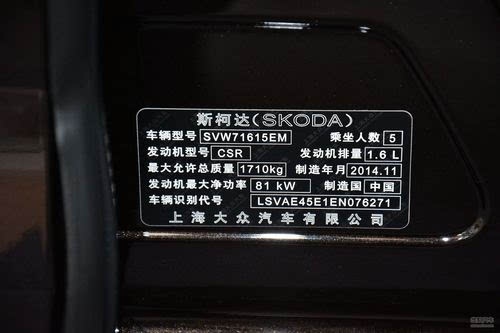 斯柯达(SKODA)
车辆型号 SVW71615EM 乘坐人数 5
发动机型号 CSR 发动机排量 1.6 L
最大允许总质量 1710kg 制造年月 2014.11
发动机最大净功率 81 kW 制造国 中国
车辆识别代号 LSVAE45E1EN076271
上海大众汽车有限公司